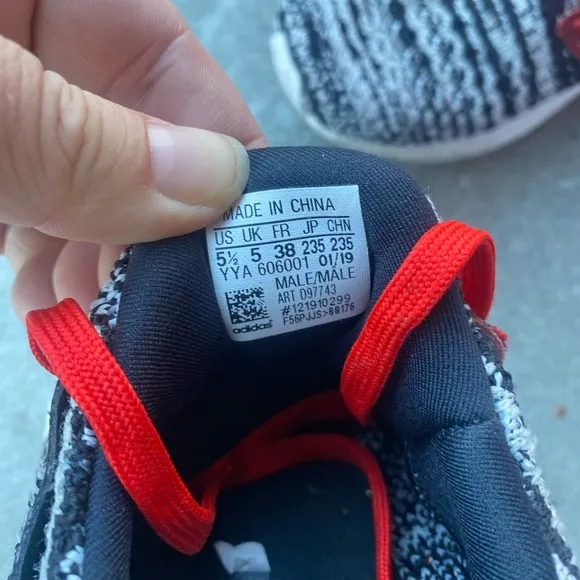 MADE IN CHINA
US UK FR JP CHN
5½ 5 38 235 235
YYA 606001 01/19
MALE/MALE
ART D97743
#121910299
F56PJJS>60176
adidas